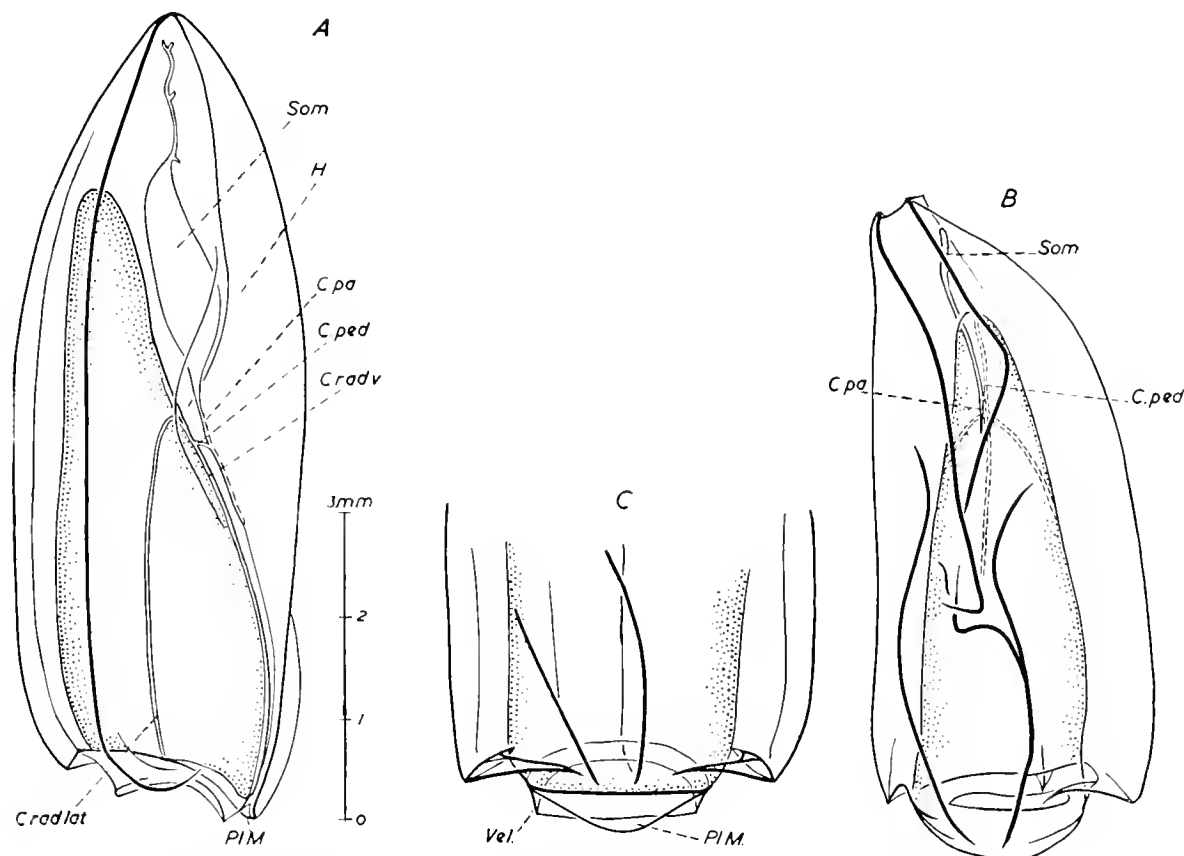 A
Som
H
C pa
C ped
C rad v
3mm
2
1
0
C rad lat
Pl M
C
Vel.
Pl M.
B
Som
C pa
C. ped